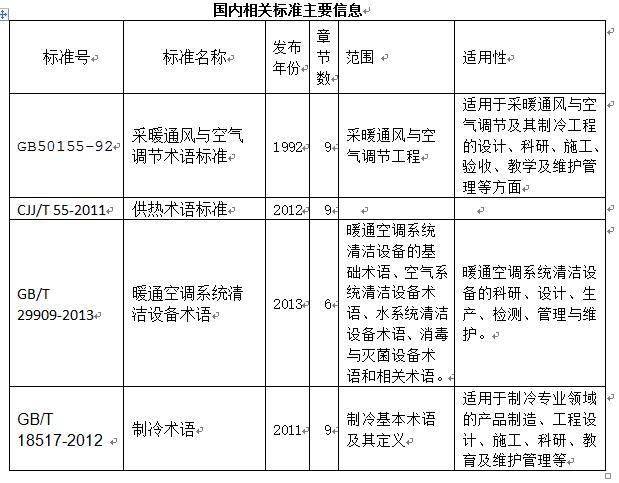 国内相关标准主要信息
标准号
标准名称
发布
年份
章
节
数
范围
适用性
GB50155-92
采暖通风与空气
调节术语标准
1992
9
采暖通风与空
气调节工程
适用于采暖通风与空
气调节及其制冷工程
的设计、科研、施工、
验收、教学及维护管
理等方面
CJJ/T 55-2011
供热术语标准
2012
9
GB/T
29909-2013
暖通空调系统清
洁设备术语
2013
6
暖通空调系统
清洁设备的基
础术语、空气系
统清洁设备术
语、水系统清洁
设备术语、消毒
与灭菌设备术
语和相关术语。
暖通空调系统清洁设
备的科研、设计、生
产、检测、管理与维
护。
GB/T
18517-2012
制冷术语
2011
9
制冷基本术语
及其定义
适用于制冷专业领域
的产品制造、工程设
计、施工、科研、教
育及维护管理等